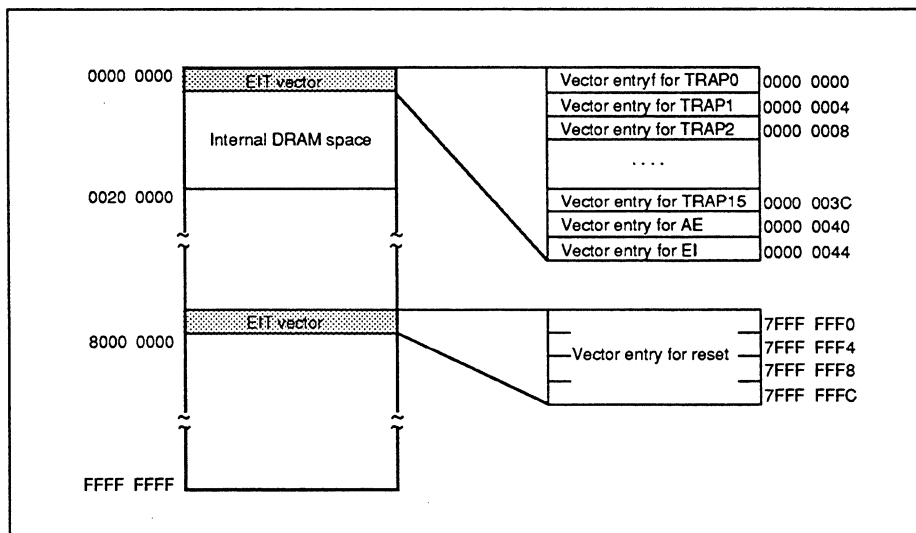 0000 0000
EIT vector
Internal DRAM space
0020 0000
EIT vector
8000 0000
FFFF FFFF
Vector entryf for TRAP0 0000 0000
Vector entry for TRAP1 0000 0004
Vector entry for TRAP2 0000 0008
....
Vector entry for TRAP15 0000 003C
Vector entry for AE 0000 0040
Vector entry for EI 0000 0044
7FFF FFF0
Vector entry for reset 7FFF FFF4
7FFF FFF8
7FFF FFFC